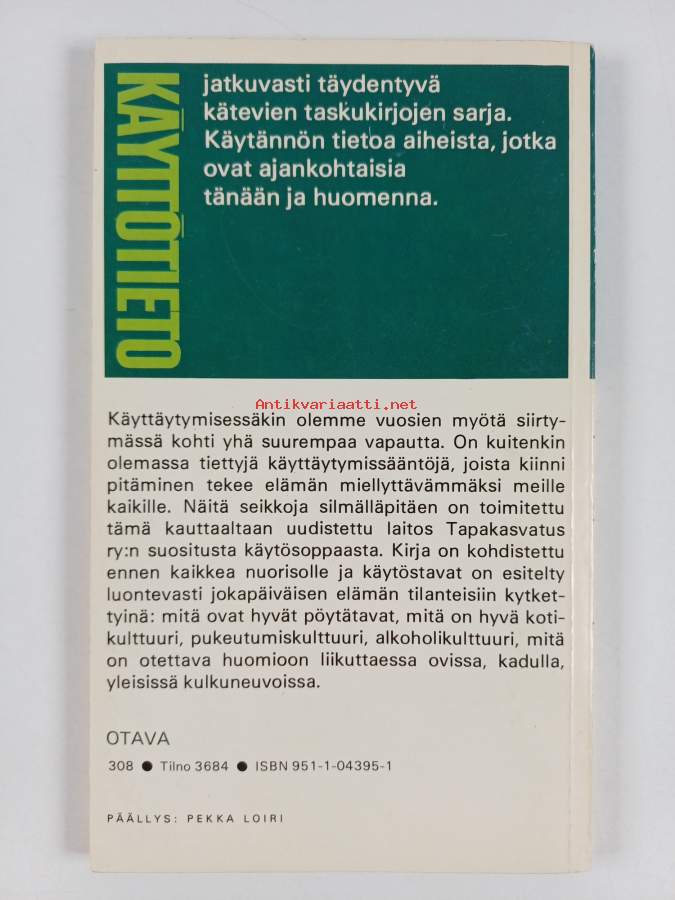 KÄYTTÖTIETO
jatkuvasti täydentyvä
kätevien taskukirjojen sarja.
Käytännön tietoa aiheista, jotka
ovat ajankohtaisia
tänään ja huomenna.
Antikvariaatti.net
Käyttäytymisessäkin olemme vuosien myötä siirty-
mässä kohti yhä suurempaa vapautta. On kuitenkin
olemassa tiettyjä käyttäytymissääntöjä, joista kiinni
pitäminen tekee elämän miellyttävämmäksi meille
kaikille. Näitä seikkoja silmälläpitäen on toimitettu
tämä kauttaaltaan uudistettu laitos Tapakasvatus
ry:n suositusta käytösoppaasta. Kirja on kohdistettu
ennen kaikkea nuorisolle ja käytöstavat on esitelty
luontevasti jokapäiväisen elämän tilanteisiin kytket-
tyinä: mitä ovat hyvät pöytätavat, mitä on hyvä koti-
kulttuuri, pukeutumiskulttuuri, alkoholikulttuuri, mitä
on otettava huomioon liikuttaessa ovissa, kadulla,
yleisissä kulkuneuvoissa.
OTAVA
308 ● Tilno 3684 ● ISBN 951-1-04395-1
PÄÄLLYS: PEKKA LOIRI